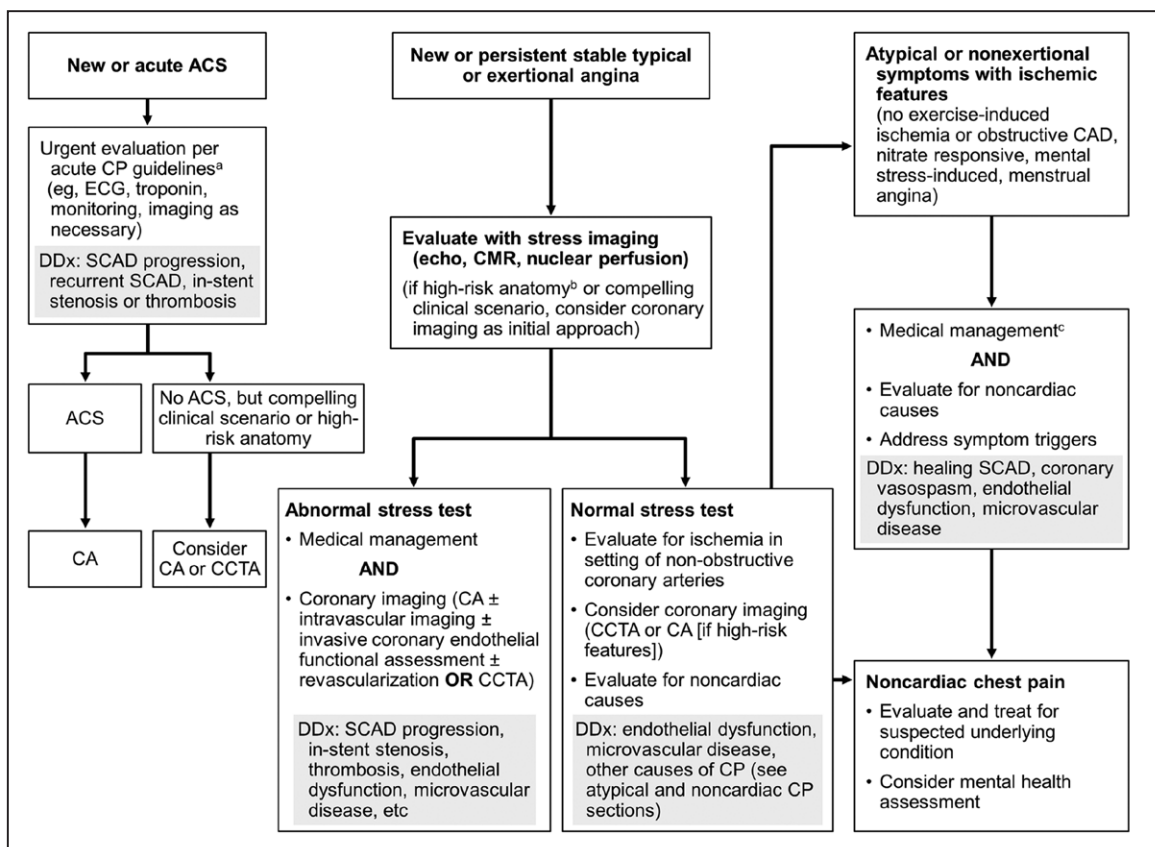 New or acute ACS
Urgent evaluation per
acute CP guidelinesᵃ
(eg, ECG, troponin,
monitoring, imaging as
necessary)
DDx: SCAD progression,
recurrent SCAD, in-stent
stenosis or thrombosis
ACS
No ACS, but compelling
clinical scenario or high-
risk anatomy
CA
Consider
CA or CCTA
New or persistent stable typical
or exertional angina
Evaluate with stress imaging
(echo, CMR, nuclear perfusion)
(if high-risk anatomyᵇ or compelling
clinical scenario, consider coronary
imaging as initial approach)
Abnormal stress test
• Medical management
AND
• Coronary imaging (CA ±
intravascular imaging ±
invasive coronary endothelial
functional assessment ±
revascularization OR CCTA)
DDx: SCAD progression,
in-stent stenosis,
thrombosis, endothelial
dysfunction, microvascular
disease, etc
Normal stress test
• Evaluate for ischemia in
setting of non-obstructive
coronary arteries
• Consider coronary imaging
(CCTA or CA [if high-risk
features])
• Evaluate for noncardiac
causes
DDx: endothelial dysfunction,
microvascular disease,
other causes of CP (see
atypical and noncardiac CP
sections)
Atypical or nonexertional
symptoms with ischemic
features
(no exercise-induced
ischemia or obstructive CAD,
nitrate responsive, mental
stress-induced, menstrual
angina)
• Medical managementᶜ
AND
• Evaluate for noncardiac
causes
• Address symptom triggers
DDx: healing SCAD, coronary
vasospasm, endothelial
dysfunction, microvascular
disease
Noncardiac chest pain
• Evaluate and treat for
suspected underlying
condition
• Consider mental health
assessment